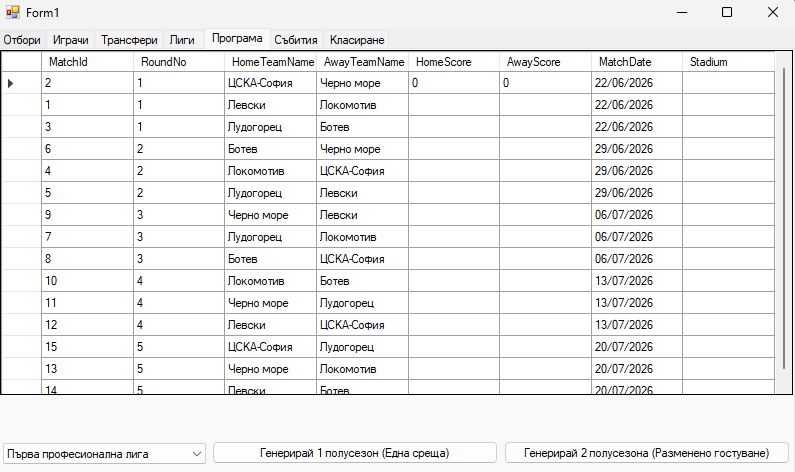 Form1
Отбори Играчи Трансфери Лиги Програма Събития Класиране
MatchId RoundNo HomeTeamName AwayTeamName HomeScore AwayScore MatchDate Stadium
2 1 ЦСКА-София Черно море 0 0 22/06/2026
1 1 Левски Локомотив 22/06/2026
3 1 Лудогорец Ботев 22/06/2026
6 2 Ботев Черно море 29/06/2026
4 2 Локомотив ЦСКА-София 29/06/2026
5 2 Лудогорец Левски 29/06/2026
9 3 Черно море Левски 06/07/2026
7 3 Лудогорец Локомотив 06/07/2026
8 3 Ботев ЦСКА-София 06/07/2026
10 4 Локомотив Ботев 13/07/2026
11 4 Черно море Лудогорец 13/07/2026
12 4 Левски ЦСКА-София 13/07/2026
15 5 ЦСКА-София Лудогорец 20/07/2026
13 5 Черно море Локомотив 20/07/2026
14 5 Левски Ботев 20/07/2026
Първа професионална лига Генерирай 1 полусезон (Една среща) Генерирай 2 полусезона (Разменено гостуване)